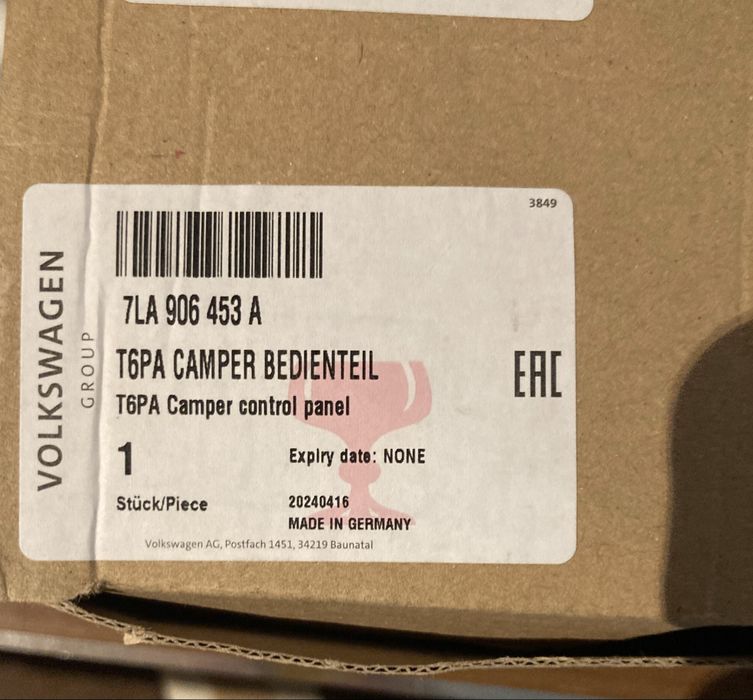 3849
VOLKSWAGEN
GROUP
7LA 906 453 A
T6PA CAMPER BEDIENTEIL
T6PA Camper control panel
EAC
1
Expiry date: NONE
Stück/Piece
20240416
MADE IN GERMANY
Volkswagen AG, Postfach 1451, 34219 Baunatal